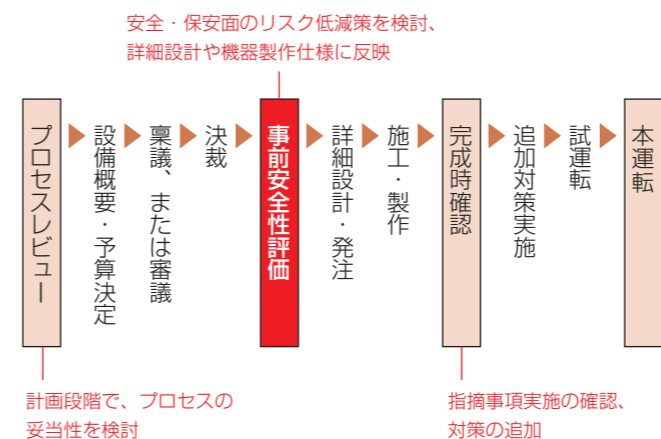 安全・保安面のリスク低減策を検討、
詳細設計や機器製作仕様に反映
プロセスレビュー
設備概要・予算決定
稟議、または審議
決裁
事前安全性評価
詳細設計・発注
施工・製作
完成時確認
追加対策実施
試運転
本運転
計画段階で、プロセスの
妥当性を検討
指摘事項実施の確認、
対策の追加